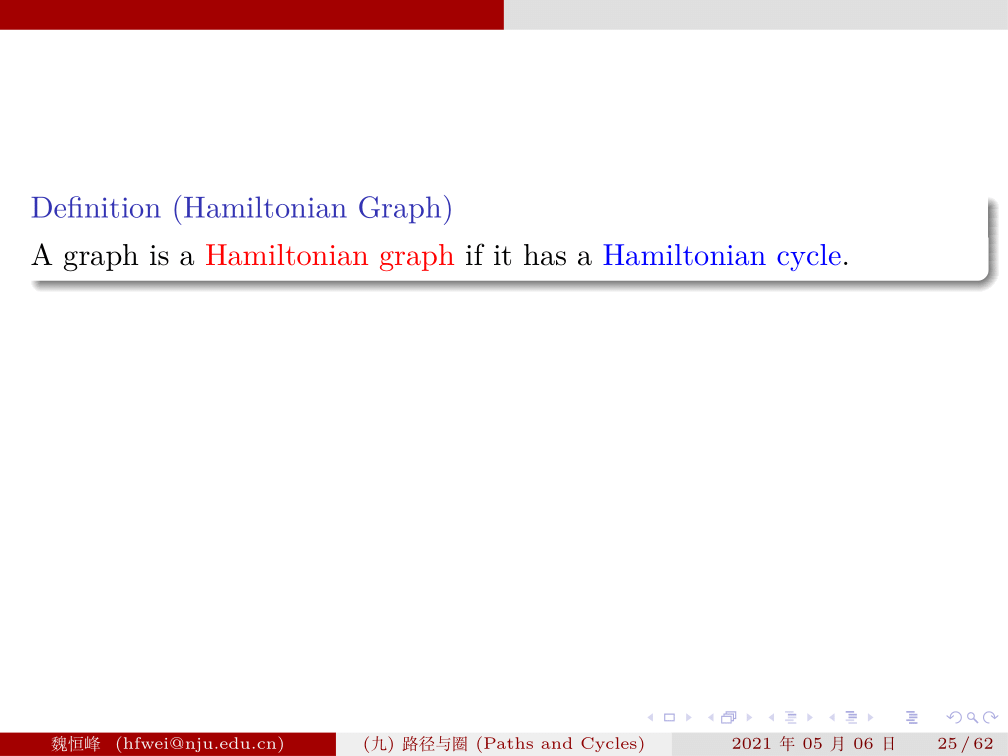 Definition (Hamiltonian Graph)
A graph is a Hamiltonian graph if it has a Hamiltonian cycle.
魏恒峰 (hfwei@nju.edu.cn) (九) 路径与圈 (Paths and Cycles) 2021 年 05 月 06 日 25 / 62